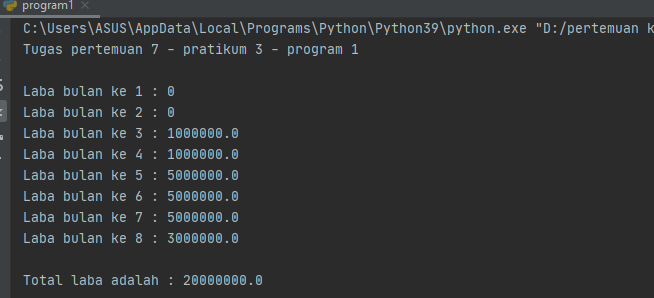 program1
C:\Users\ASUS\AppData\Local\Programs\Python\Python39\python.exe "D:/pertemuan k
Tugas pertemuan 7 - pratikum 3 - program 1
Laba bulan ke 1 : 0
Laba bulan ke 2 : 0
Laba bulan ke 3 : 1000000.0
Laba bulan ke 4 : 1000000.0
Laba bulan ke 5 : 5000000.0
Laba bulan ke 6 : 5000000.0
Laba bulan ke 7 : 5000000.0
Laba bulan ke 8 : 3000000.0
Total laba adalah : 20000000.0